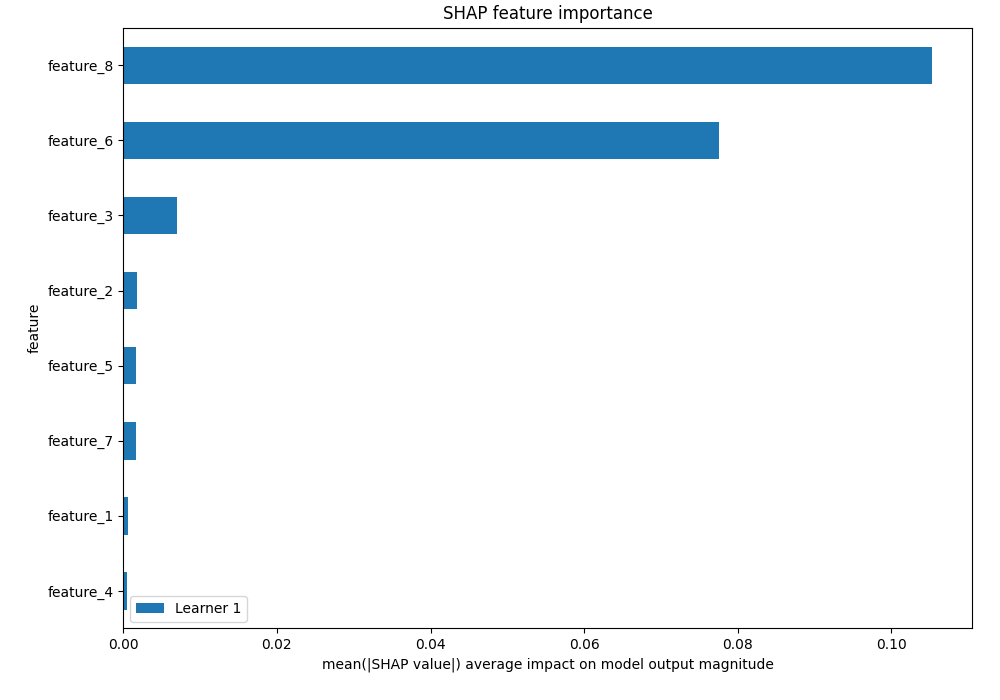 SHAP feature importance
feature_8
feature_6
feature_3
feature_2
feature_5
feature_7
feature_1
feature_4
feature
Learner 1
0.00 0.02 0.04 0.06 0.08 0.10
mean(|SHAP value|) average impact on model output magnitude